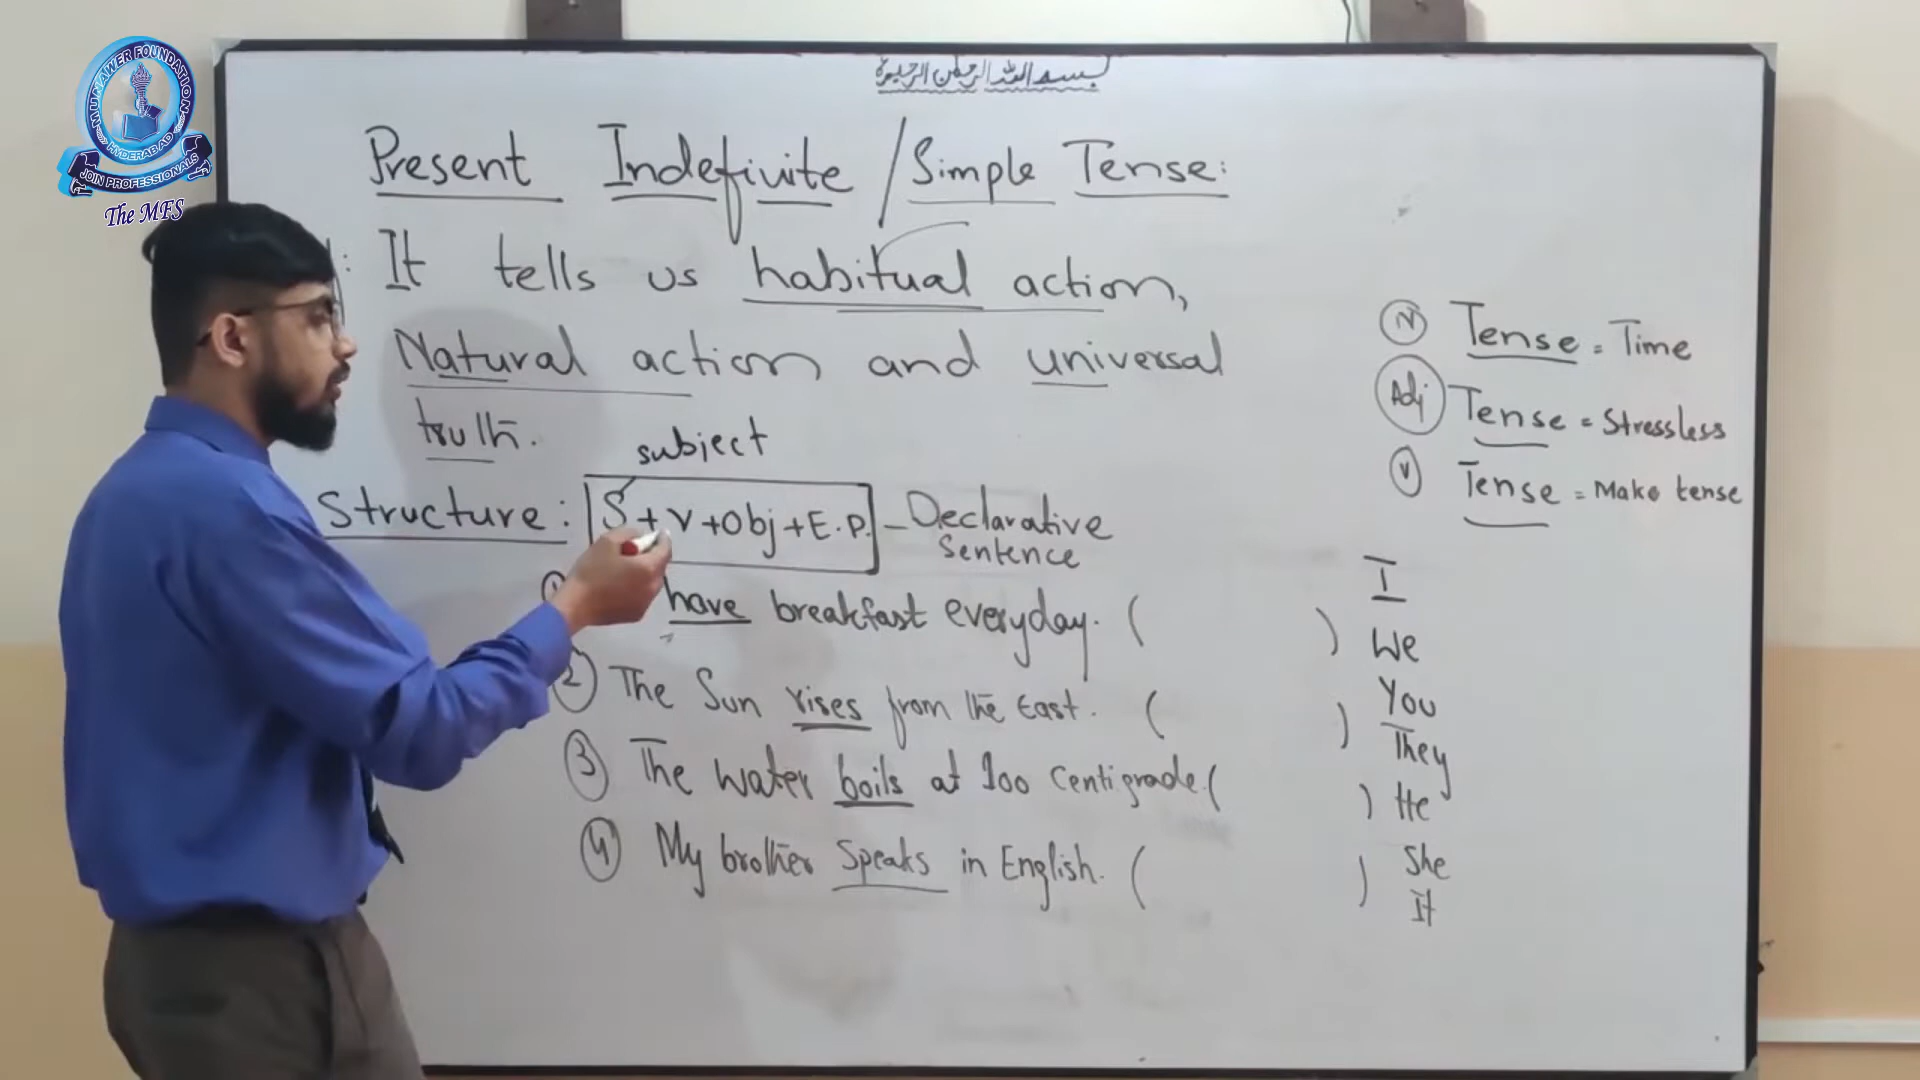 MUNAWER FOUNDATION
HYDERABAD
JOIN PROFESSIONALS
The MFS
بسم الله الرحمن الرحيم
Present Indefinite / Simple Tense:
: It tells us habitual action,
Natural action and universal
truth.
subject
Structure: S + V + Obj + E.P. - Declarative
Sentence
① have breakfast everyday. ( )
② The Sun rises from the East. ( )
③ The water boils at 100 Centigrade. ( )
④ My brother Speaks in English. ( )
N Tense = Time
Adj Tense = Stressless
V Tense = Make tense
I
We
You
They
He
She
It